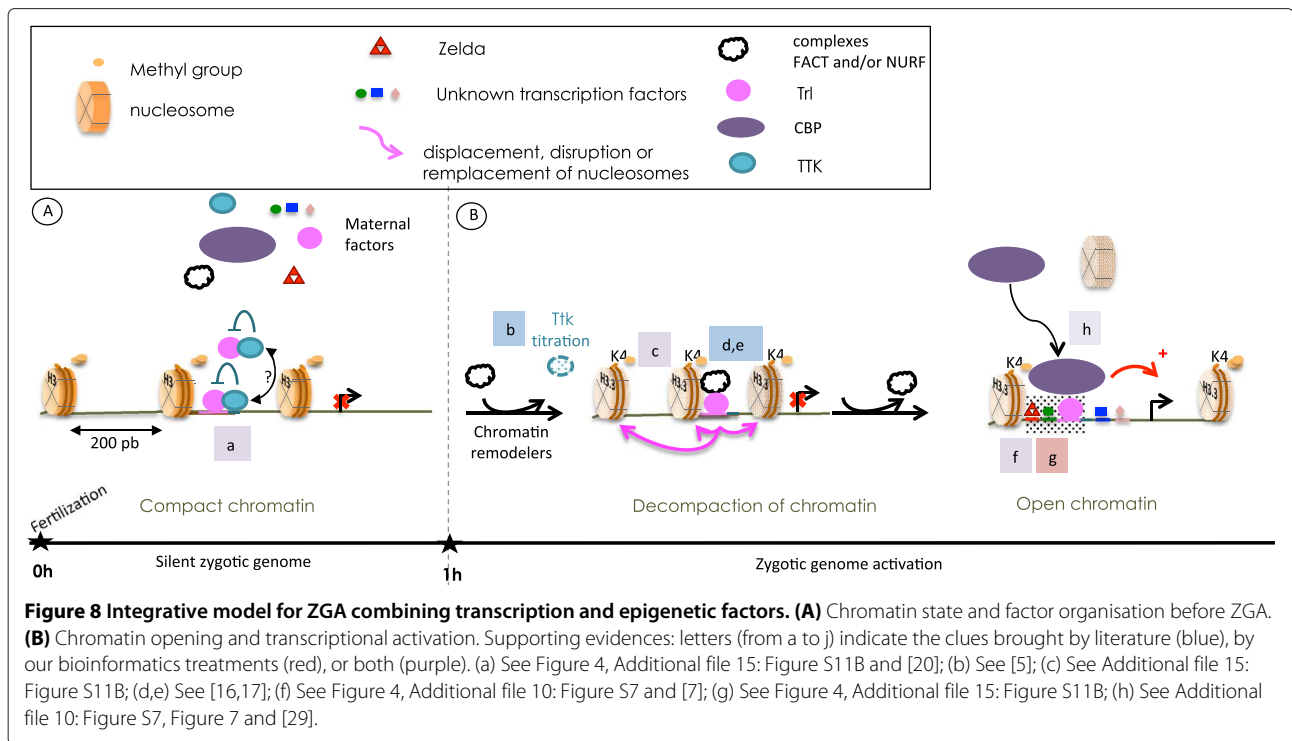 Methyl group
nucleosome
Zelda
Unknown transcription factors
displacement, disruption or
remplacement of nucleosomes
complexes
FACT and/or NURF
Trl
CBP
TTK
A
Maternal
factors
H3
H3
H3
?
200 pb
a
Compact chromatin
B
b
Ttk
titration
Chromatin
remodelers
c
d,e
K4
K4
K4
H3.3
H3.3
H3.3
Decompaction of chromatin
h
K4
K4
H3.3
H3.3
+
f
g
Open chromatin
Fertilization
0h
Silent zygotic genome
1h
Zygotic genome activation
Figure 8 Integrative model for ZGA combining transcription and epigenetic factors. (A) Chromatin state and factor organisation before ZGA.
(B) Chromatin opening and transcriptional activation. Supporting evidences: letters (from a to j) indicate the clues brought by literature (blue), by
our bioinformatics treatments (red), or both (purple). (a) See Figure 4, Additional file 15: Figure S11B and [20]; (b) See [5]; (c) See Additional file 15:
Figure S11B; (d,e) See [16,17]; (f) See Figure 4, Additional file 10: Figure S7 and [7]; (g) See Figure 4, Additional file 15: Figure S11B; (h) See Additional
file 10: Figure S7, Figure 7 and [29].